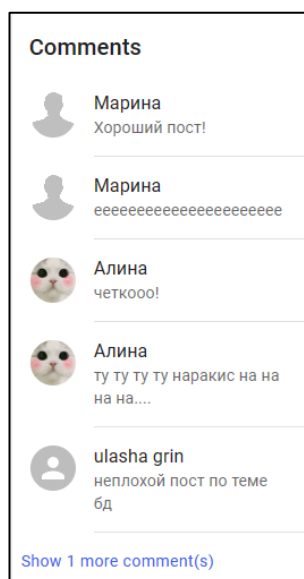 Comments
Марина
Хороший пост!
Марина
еееееееееееееееееееееe
Алина
четкооо!
Алина
ту ту ту ту наракис на на
на на....
ulasha grin
неплохой пост по теме
бд
Show 1 more comment(s)